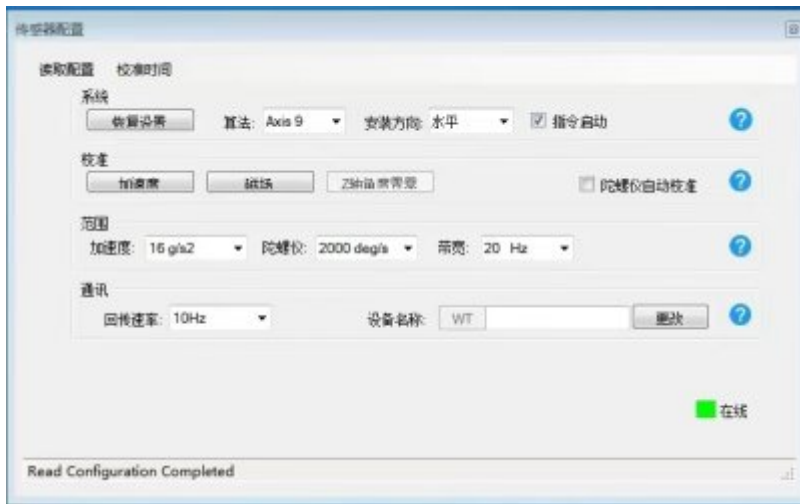 传感器配置
读取配置 校准时间
系统
恢复设置 算法: Axis 9 安装方向: 水平 指令启动
校准
加速度 磁场 Z轴角度置零 陀螺仪自动校准
范围
加速度: 16 g/s2 陀螺仪: 2000 deg/s 带宽: 20 Hz
通讯
回传速率: 10Hz 设备名称: WT 更改
在线
Read Configuration Completed